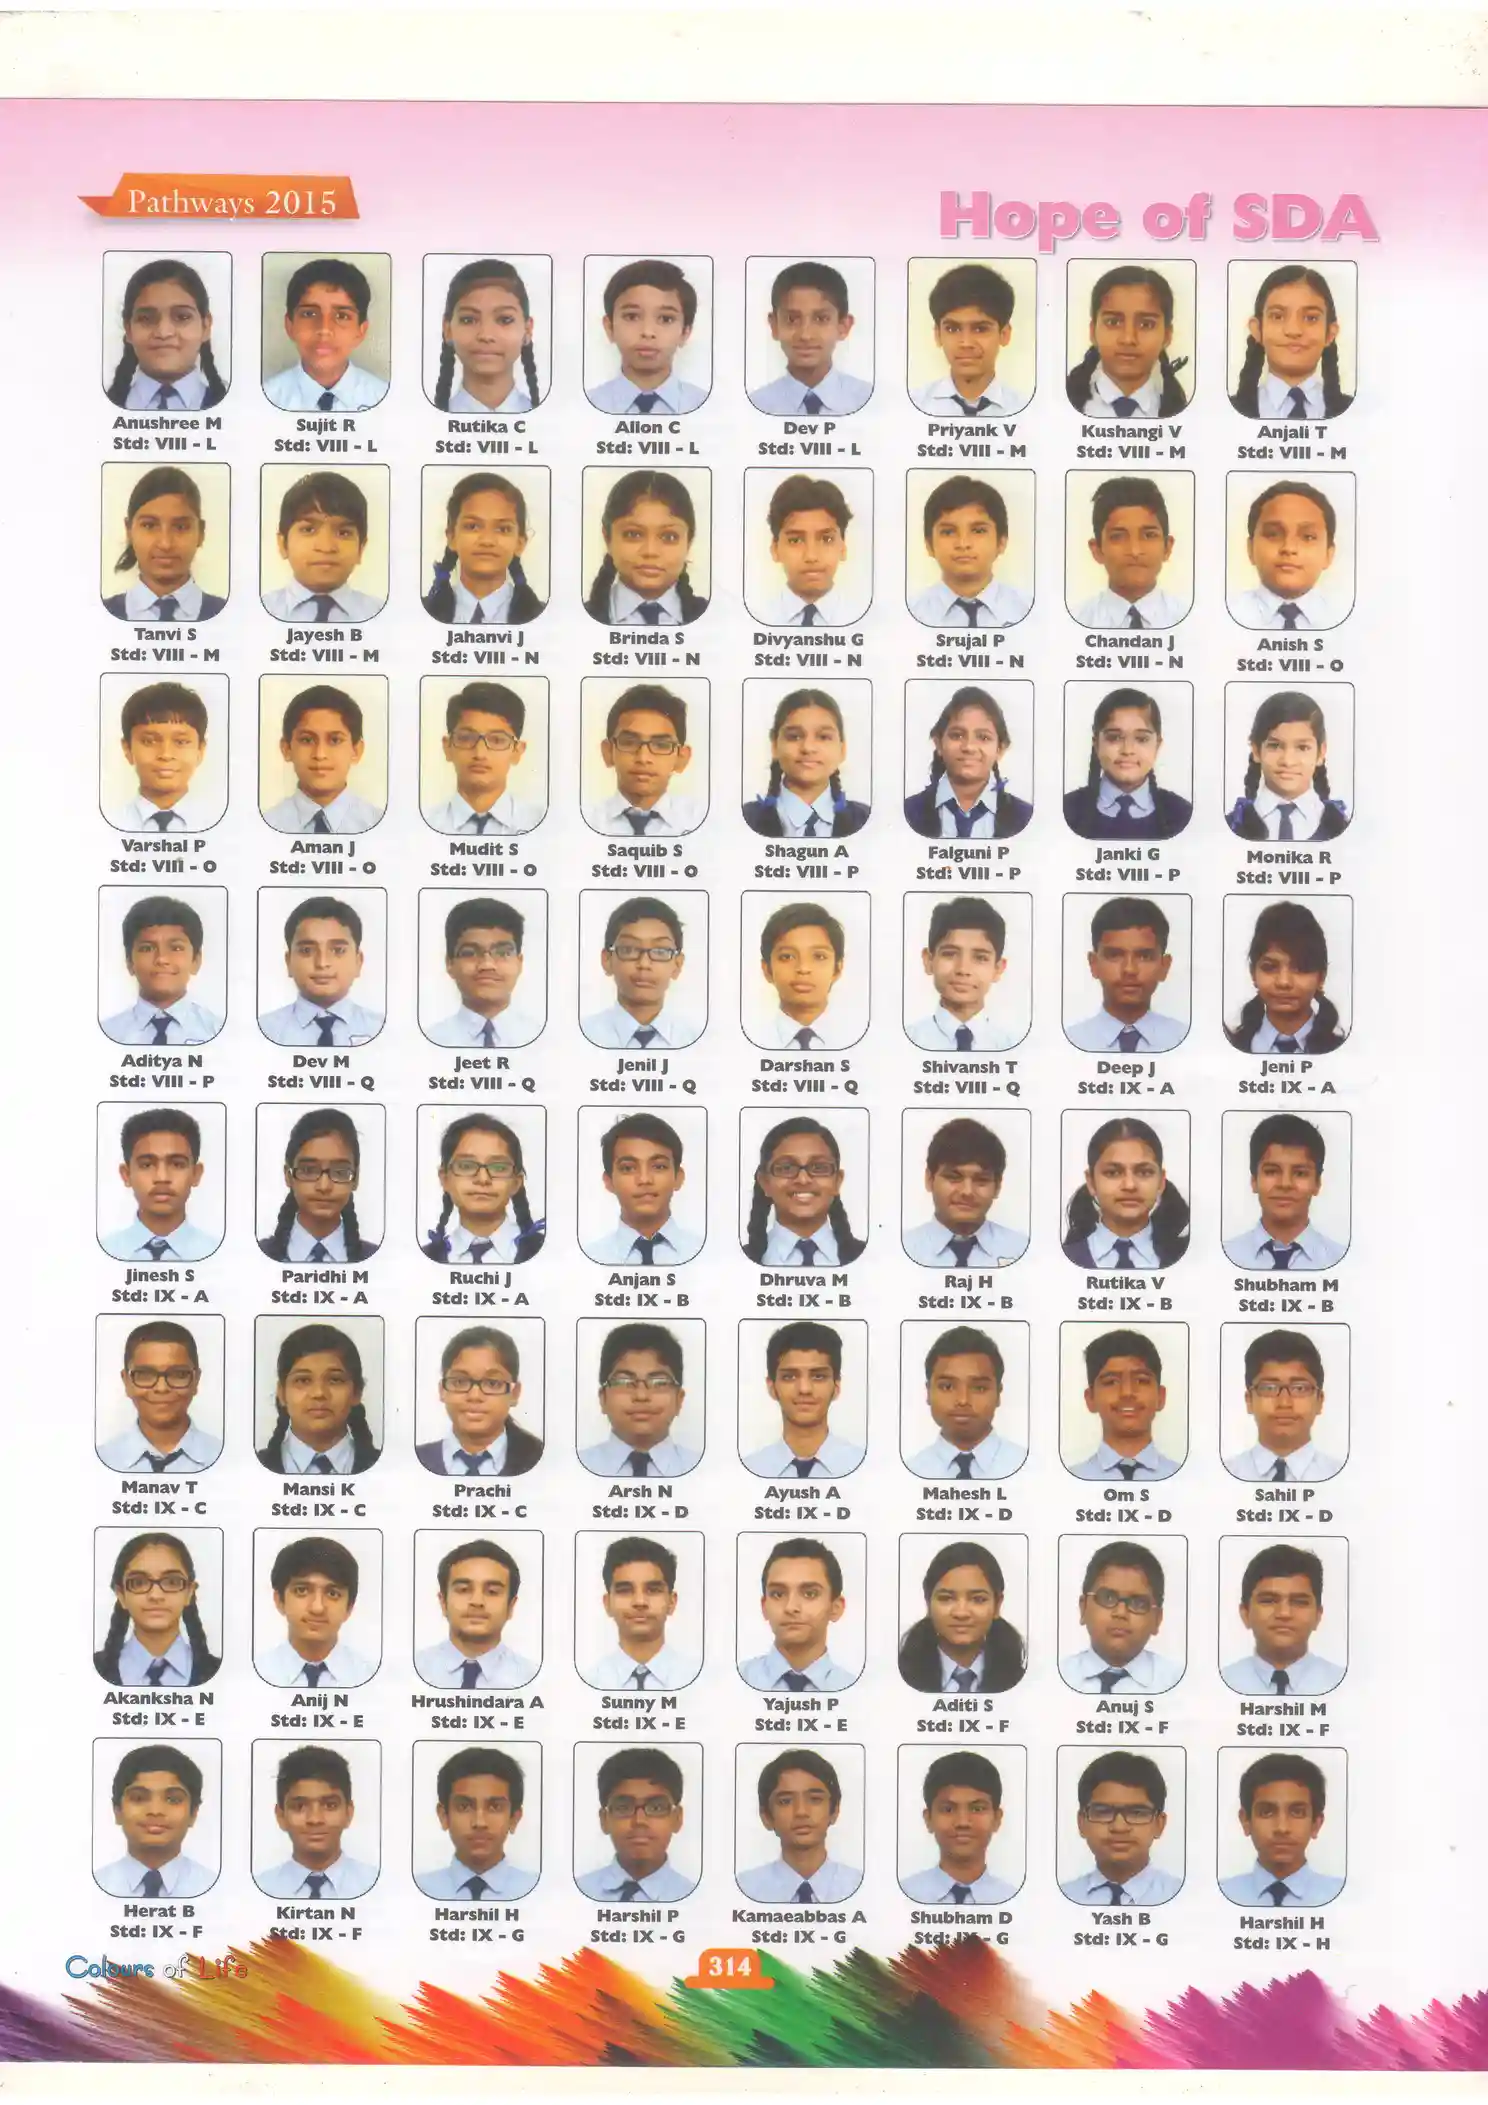 Pathways 2015
Hope of SDA
Anushree M
Std: VIII - L
Sujit R
Std: VIII - L
Rutika C
Std: VIII - L
Allon C
Std: VIII - L
Dev P
Std: VIII - L
Priyank V
Std: VIII - M
Kushangi V
Std: VIII - M
Anjali T
Std: VIII - M
Tanvi S
Std: VIII - M
Jayesh B
Std: VIII - M
Jahanvi J
Std: VIII - N
Brinda S
Std: VIII - N
Divyanshu G
Std: VIII - N
Srujal P
Std: VIII - N
Chandan J
Std: VIII - N
Anish S
Std: VIII - O
Varshal P
Std: VIII - O
Aman J
Std: VIII - O
Mudit S
Std: VIII - O
Saquib S
Std: VIII - O
Shagun A
Std: VIII - P
Falguni P
Std: VIII - P
Janki G
Std: VIII - P
Monika R
Std: VIII - P
Aditya N
Std: VIII - P
Dev M
Std: VIII - Q
Jeet R
Std: VIII - Q
Jenil J
Std: VIII - Q
Darshan S
Std: VIII - Q
Shivansh T
Std: VIII - Q
Deep J
Std: IX - A
Jeni P
Std: IX - A
Jinesh S
Std: IX - A
Paridhi M
Std: IX - A
Ruchi J
Std: IX - A
Anjan S
Std: IX - B
Dhruva M
Std: IX - B
Raj H
Std: IX - B
Rutika V
Std: IX - B
Shubham M
Std: IX - B
Manav T
Std: IX - C
Mansi K
Std: IX - C
Prachi
Std: IX - C
Arsh N
Std: IX - D
Ayush A
Std: IX - D
Mahesh L
Std: IX - D
Om S
Std: IX - D
Sahil P
Std: IX - D
Akanksha N
Std: IX - E
Anij N
Std: IX - E
Hrushindara A
Std: IX - E
Sunny M
Std: IX - E
Yajush P
Std: IX - E
Aditi S
Std: IX - F
Anuj S
Std: IX - F
Harshil M
Std: IX - F
Herat B
Std: IX - F
Kirtan N
Std: IX - F
Harshil H
Std: IX - G
Harshil P
Std: IX - G
Kamaeabbas A
Std: IX - G
Shubham D
Std: IX - G
Yash B
Std: IX - G
Harshil H
Std: IX - H
Colours of Life
314